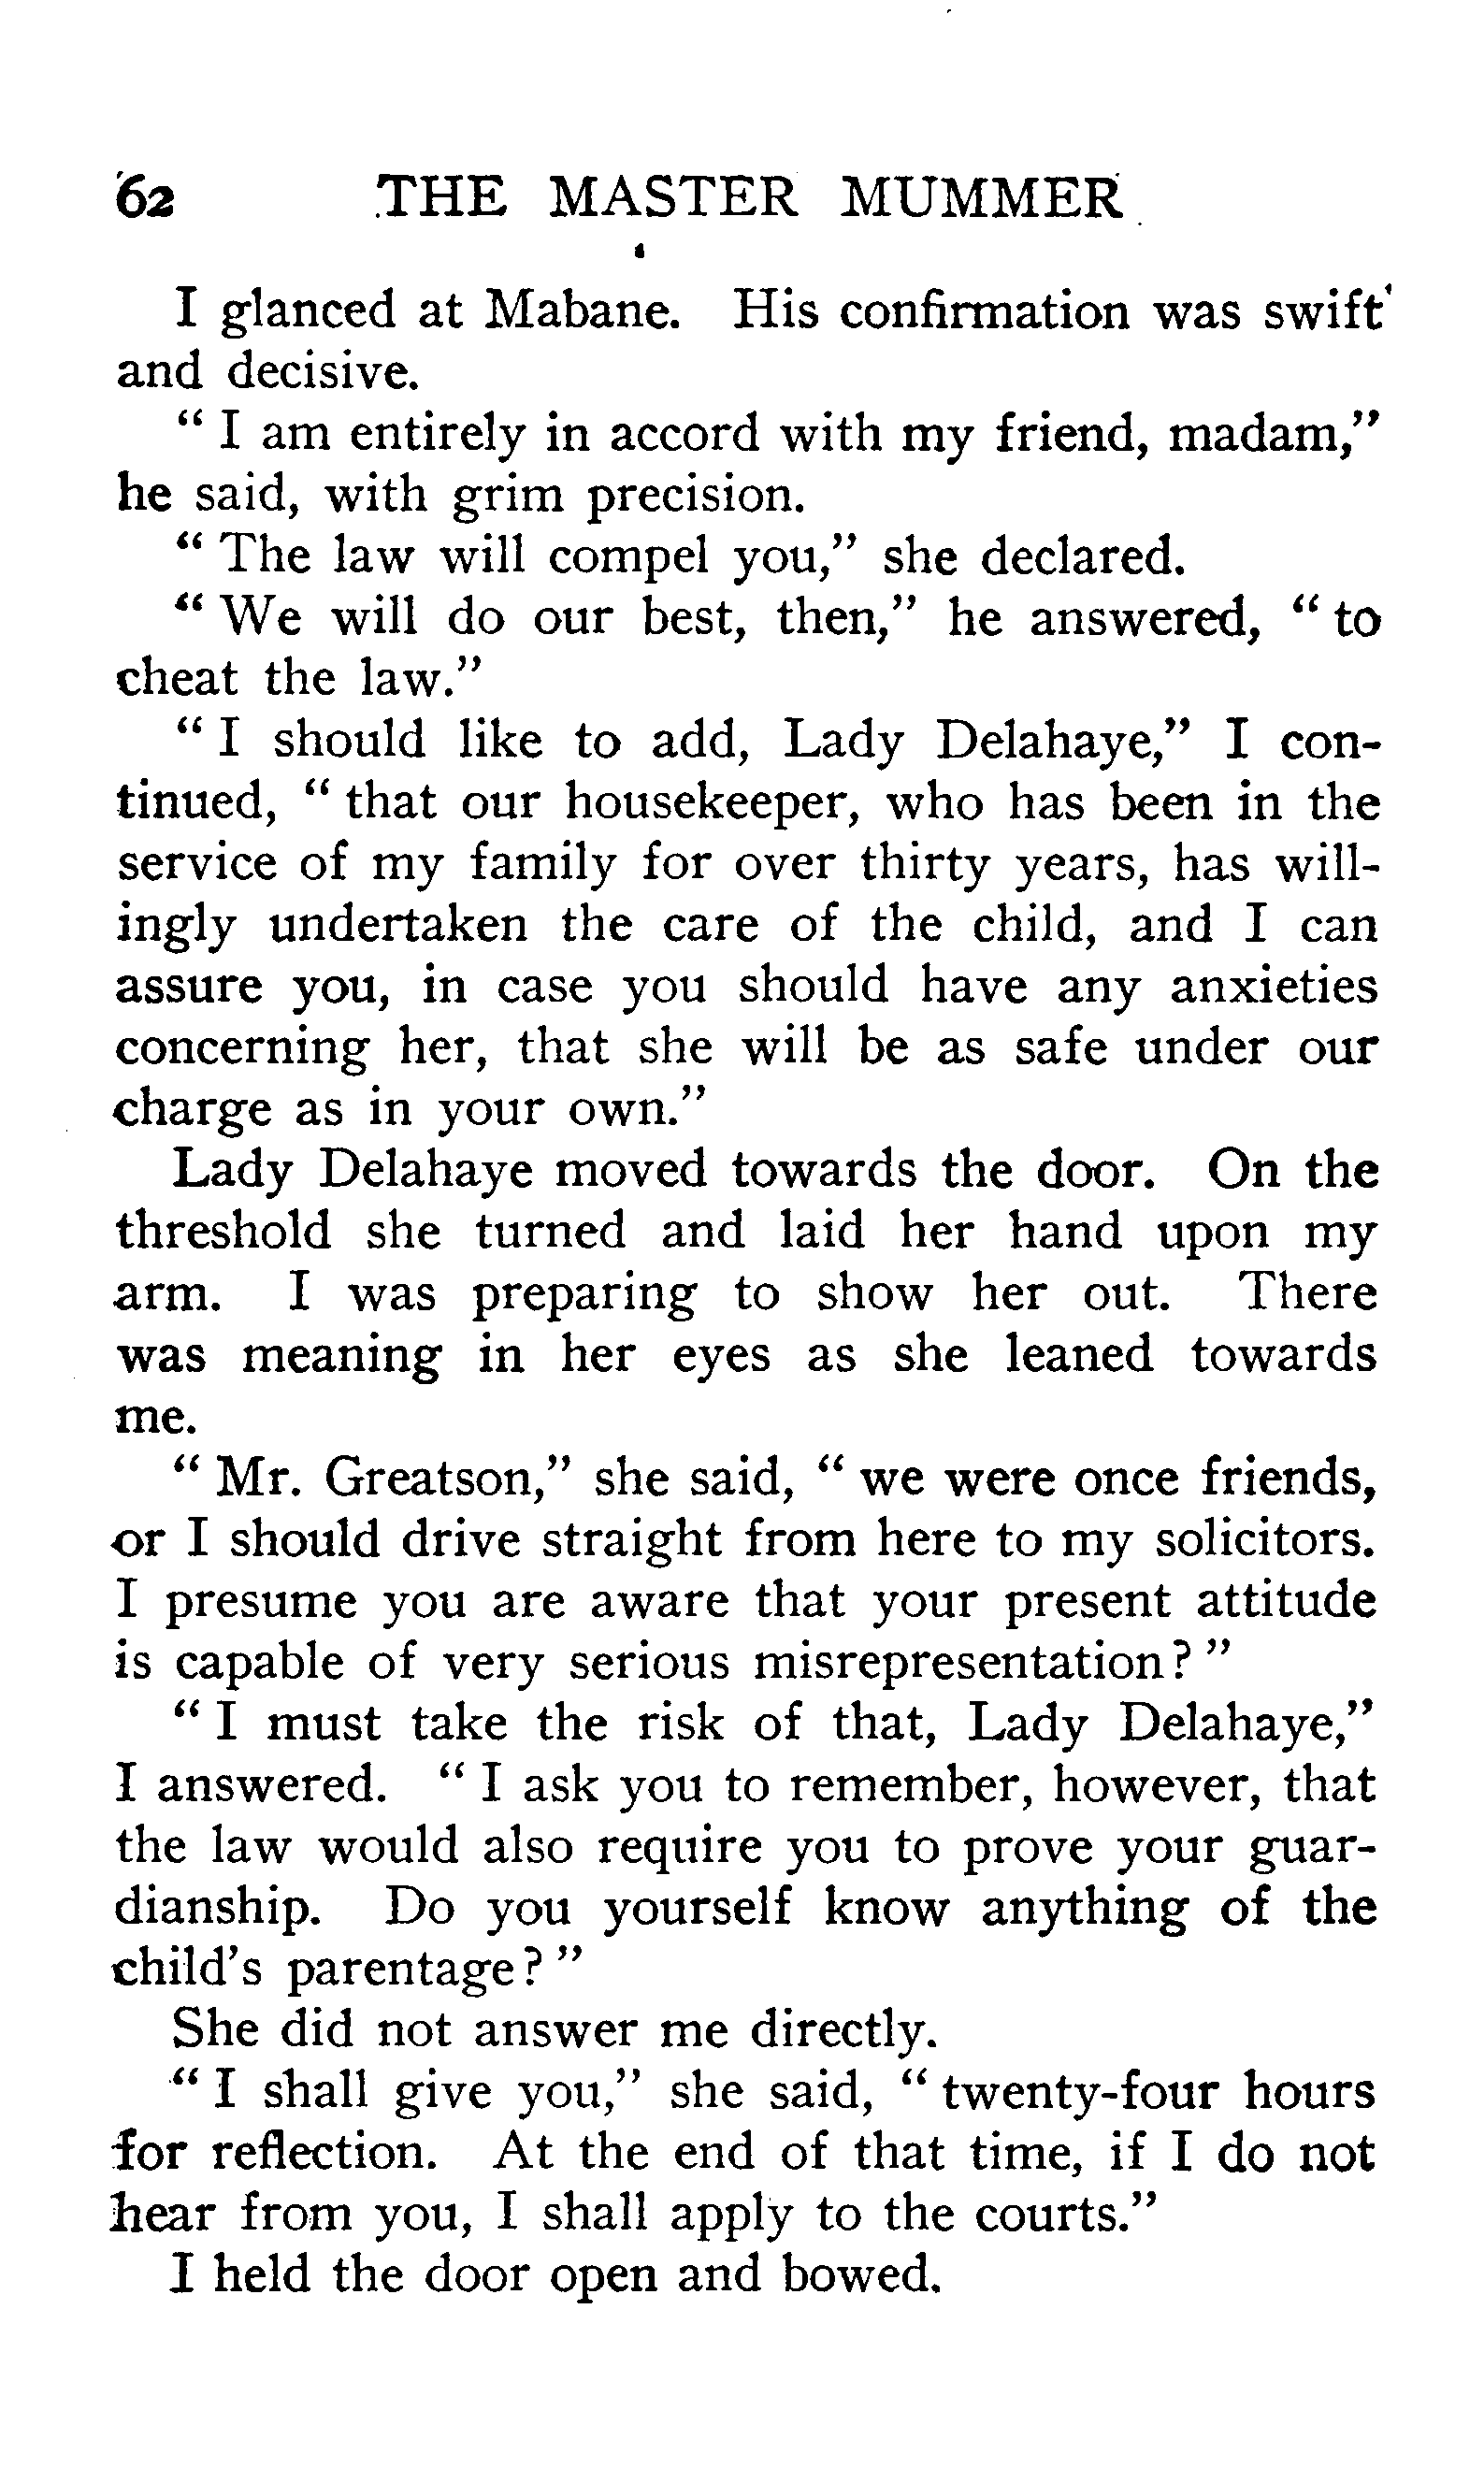 62 THE MASTER MUMMER
I glanced at Mabane. His confirmation was swift
and decisive.
“ I am entirely in accord with my friend, madam,”
he said, with grim precision.
“ The law will compel you,” she declared.
“ We will do our best, then,” he answered, “ to
cheat the law.”
“ I should like to add, Lady Delahaye,” I con-
tinued, “ that our housekeeper, who has been in the
service of my family for over thirty years, has will-
ingly undertaken the care of the child, and I can
assure you, in case you should have any anxieties
concerning her, that she will be as safe under our
charge as in your own.”
Lady Delahaye moved towards the door. On the
threshold she turned and laid her hand upon my
arm. I was preparing to show her out. There
was meaning in her eyes as she leaned towards
me.
“ Mr. Greatson,” she said, “ we were once friends,
or I should drive straight from here to my solicitors.
I presume you are aware that your present attitude
is capable of very serious misrepresentation? ”
“ I must take the risk of that, Lady Delahaye,”
I answered. “ I ask you to remember, however, that
the law would also require you to prove your guar-
dianship. Do you yourself know anything of the
child’s parentage? ”
She did not answer me directly.
“ I shall give you,” she said, “ twenty-four hours
for reflection. At the end of that time, if I do not
hear from you, I shall apply to the courts.”
I held the door open and bowed.